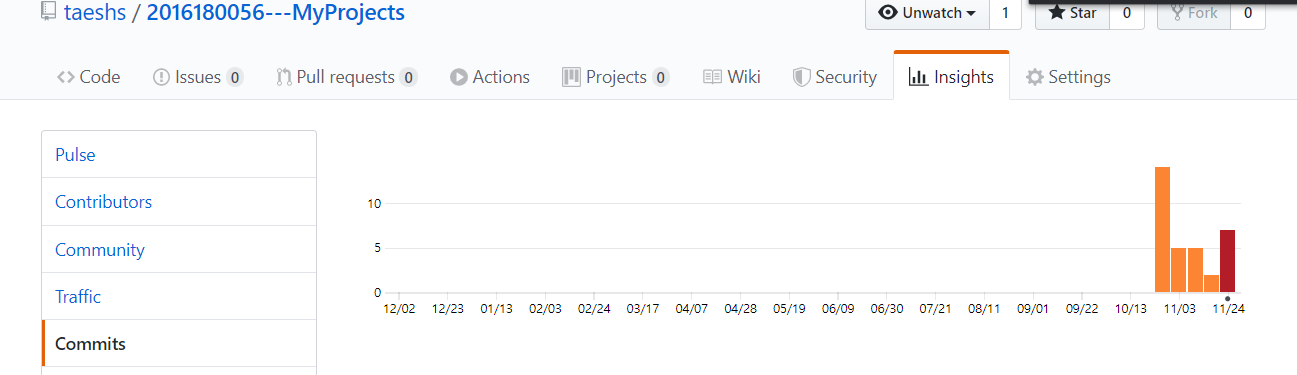 taeshs / 2016180056---MyProjects
Unwatch 1 Star 0 Fork 0
Code Issues 0 Pull requests 0 Actions Projects 0 Wiki Security Insights Settings
Pulse
Contributors
Community
Traffic
Commits
10
5
0
12/02 12/23 01/13 02/03 02/24 03/17 04/07 04/28 05/19 06/09 06/30 07/21 08/11 09/01 09/22 10/13 11/03 11/24